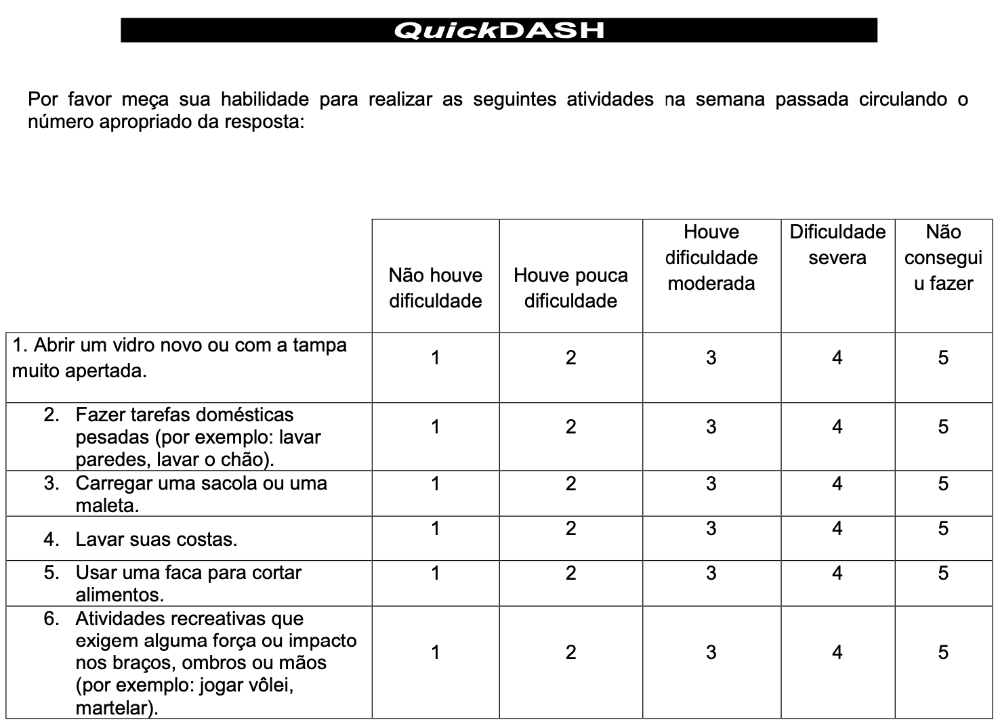 QuickDASH
Por favor meça sua habilidade para realizar as seguintes atividades na semana passada circulando o
número apropriado da resposta:
Não houve
dificuldade
Houve pouca
dificuldade
Houve
dificuldade
moderada
Dificuldade
severa
Não
consegui
u fazer
1. Abrir um vidro novo ou com a tampa
muito apertada.
1 2 3 4 5
2. Fazer tarefas domésticas
pesadas (por exemplo: lavar
paredes, lavar o chão).
1 2 3 4 5
3. Carregar uma sacola ou uma
maleta.
1 2 3 4 5
4. Lavar suas costas.
1 2 3 4 5
5. Usar uma faca para cortar
alimentos.
1 2 3 4 5
6. Atividades recreativas que
exigem alguma força ou impacto
nos braços, ombros ou mãos
(por exemplo: jogar vôlei,
martelar).
1 2 3 4 5